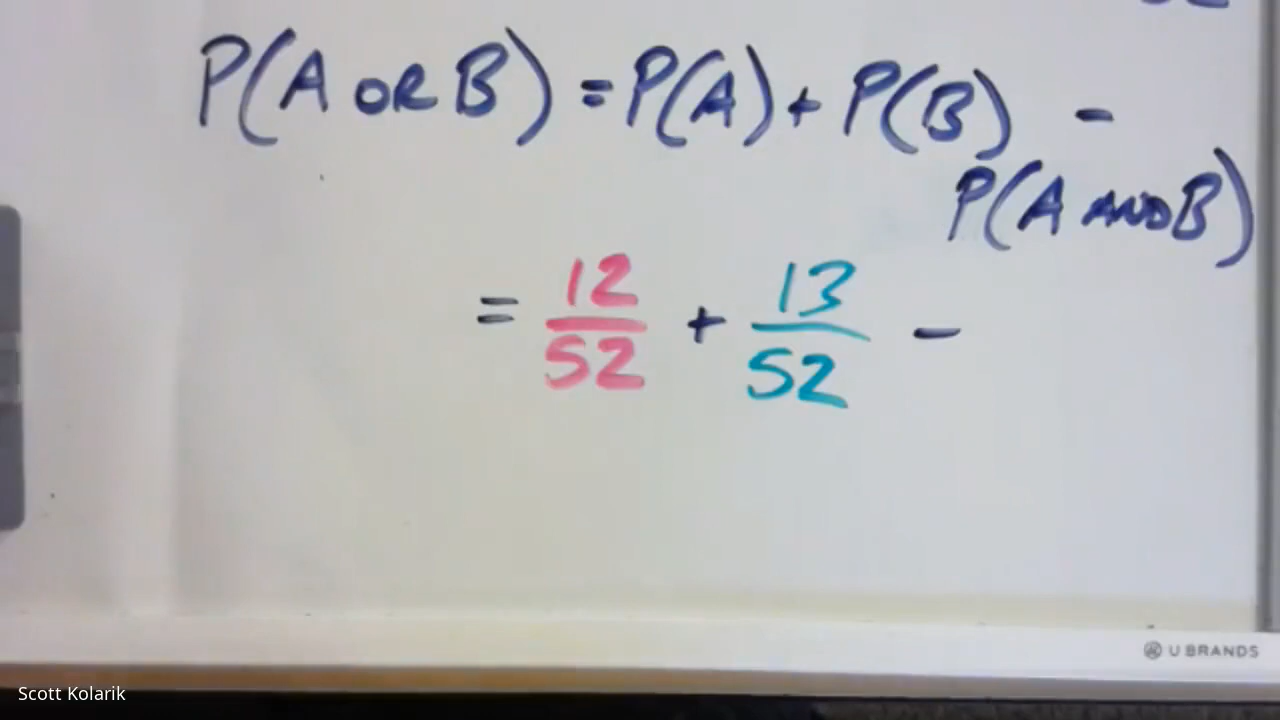 P(A OR B) = P(A) + P(B) -
P(A AND B)
= 12/52 + 13/52 -
U BRANDS
Scott Kolarik